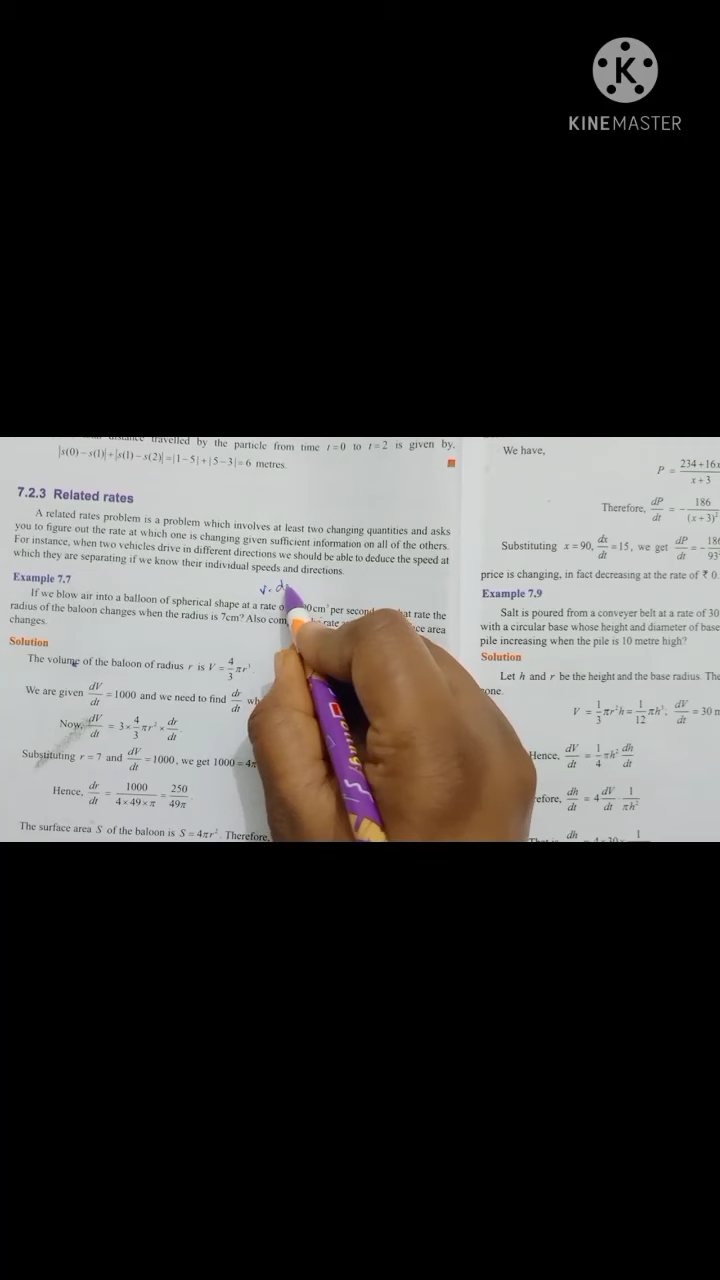 KINEMASTER
distance travelled by the particle from time t=0 to t=2 is given by,
|s(0)−s(1)|+|s(1)−s(2)|=|1−5|+|5−3|=6 metres.
7.2.3 Related rates
A related rates problem is a problem which involves at least two changing quantities and asks
you to figure out the rate at which one is changing given sufficient information on all of the others.
For instance, when two vehicles drive in different directions we should be able to deduce the speed at
which they are separating if we know their individual speeds and directions.
Example 7.7
If we blow air into a balloon of spherical shape at a rate 00 cm³ per second rate the
radius of the baloon changes when the radius is 7cm? Also com rate area
changes.
Solution
The volume of the baloon of radius r is V = 4/3 πr³
We are given dV/dt = 1000 and we need to find dr/dt
Now, dV/dt = 3 × 4/3 πr² × dr/dt
Substituting r = 7 and dV/dt = 1000, we get 1000 = 4π
Hence, dr/dt = 1000/(4×49×π) = 250/49π
The surface area S of the baloon is S = 4πr². Therefore,
We have,
P = 234+16x / x+3
Therefore, dP/dt = − 186/(x+3)²
Substituting x = 90, dx/dt = 15, we get dP/dt = −
price is changing, in fact decreasing at the rate of ₹ 0.
Example 7.9
Salt is poured from a conveyer belt at a rate of 30
with a circular base whose height and diameter of base
pile increasing when the pile is 10 metre high?
Solution
Let h and r be the height and the base radius. The
one.
V = 1/3 πr²h = 1/12 πh³; dV/dt = 30
Hence, dV/dt = 1/4 πh² dh/dt
efore, dh/dt = 4 dV/dt · 1/πh²